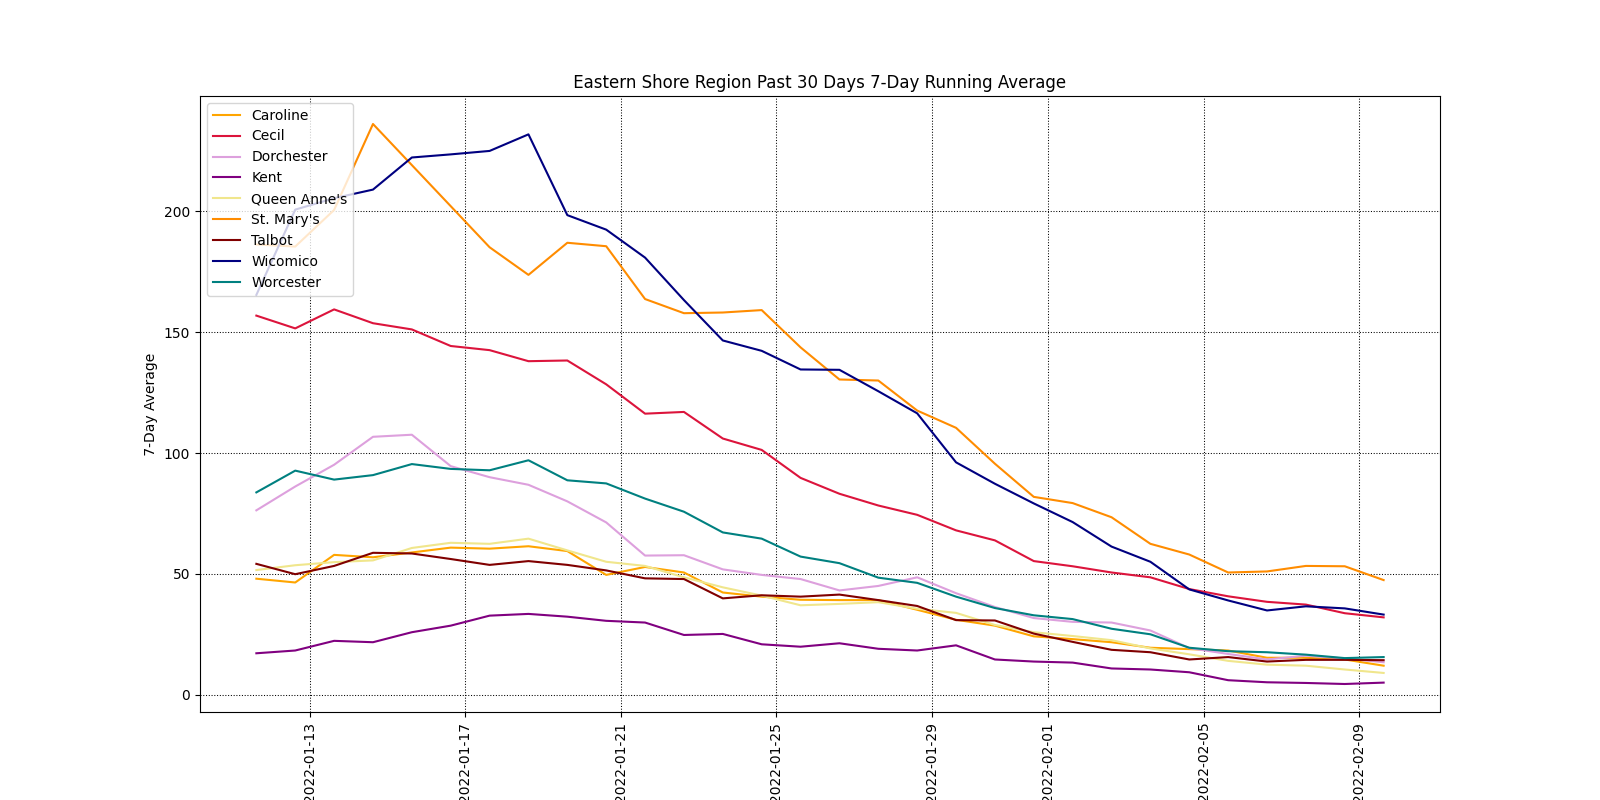 Eastern Shore Region Past 30 Days 7-Day Running Average
Caroline
Cecil
Dorchester
Kent
Queen Anne's
St. Mary's
Talbot
Wicomico
Worcester
7-Day Average
200
150
100
50
0
2022-01-13
2022-01-17
2022-01-21
2022-01-25
2022-01-29
2022-02-01
2022-02-05
2022-02-09